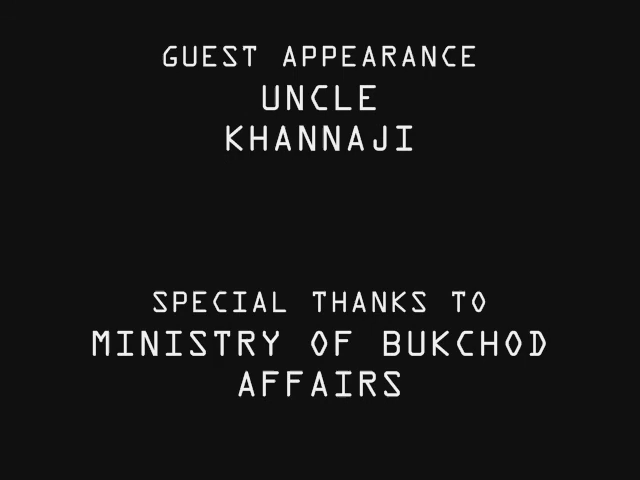 GUEST APPEARANCE
UNCLE
KHANNAJI
SPECIAL THANKS TO
MINISTRY OF BUKCHOD
AFFAIRS